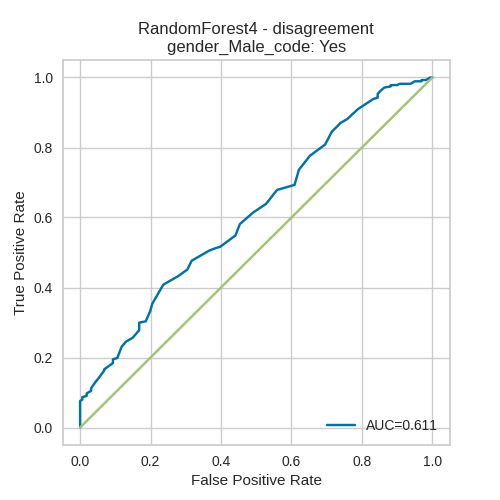 RandomForest4 - disagreement
gender_Male_code: Yes
1.0
0.8
0.6
0.4
0.2
0.0
True Positive Rate
AUC=0.611
0.0 0.2 0.4 0.6 0.8 1.0
False Positive Rate